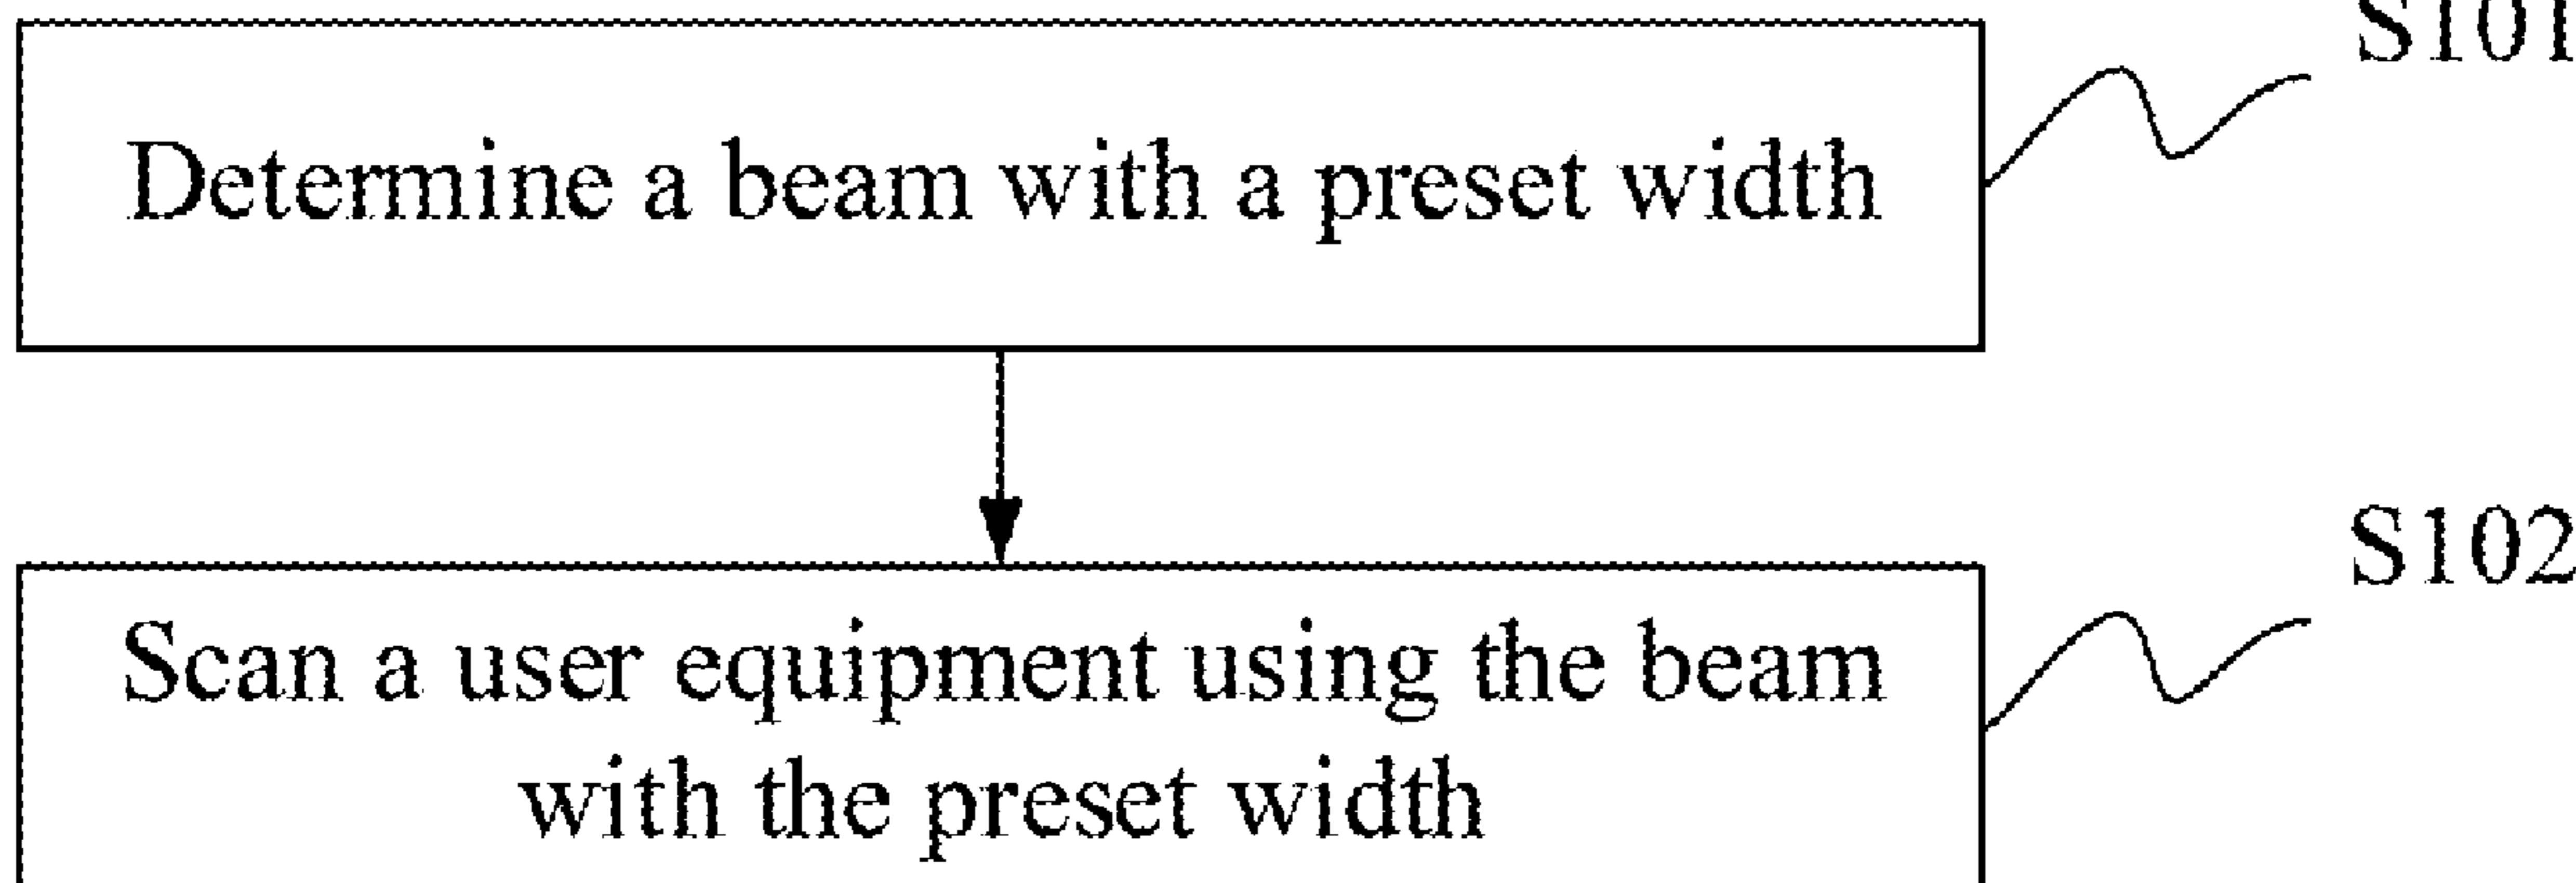 S101
Determine a beam with a preset width
S102
Scan a user equipment using the beam
with the preset width